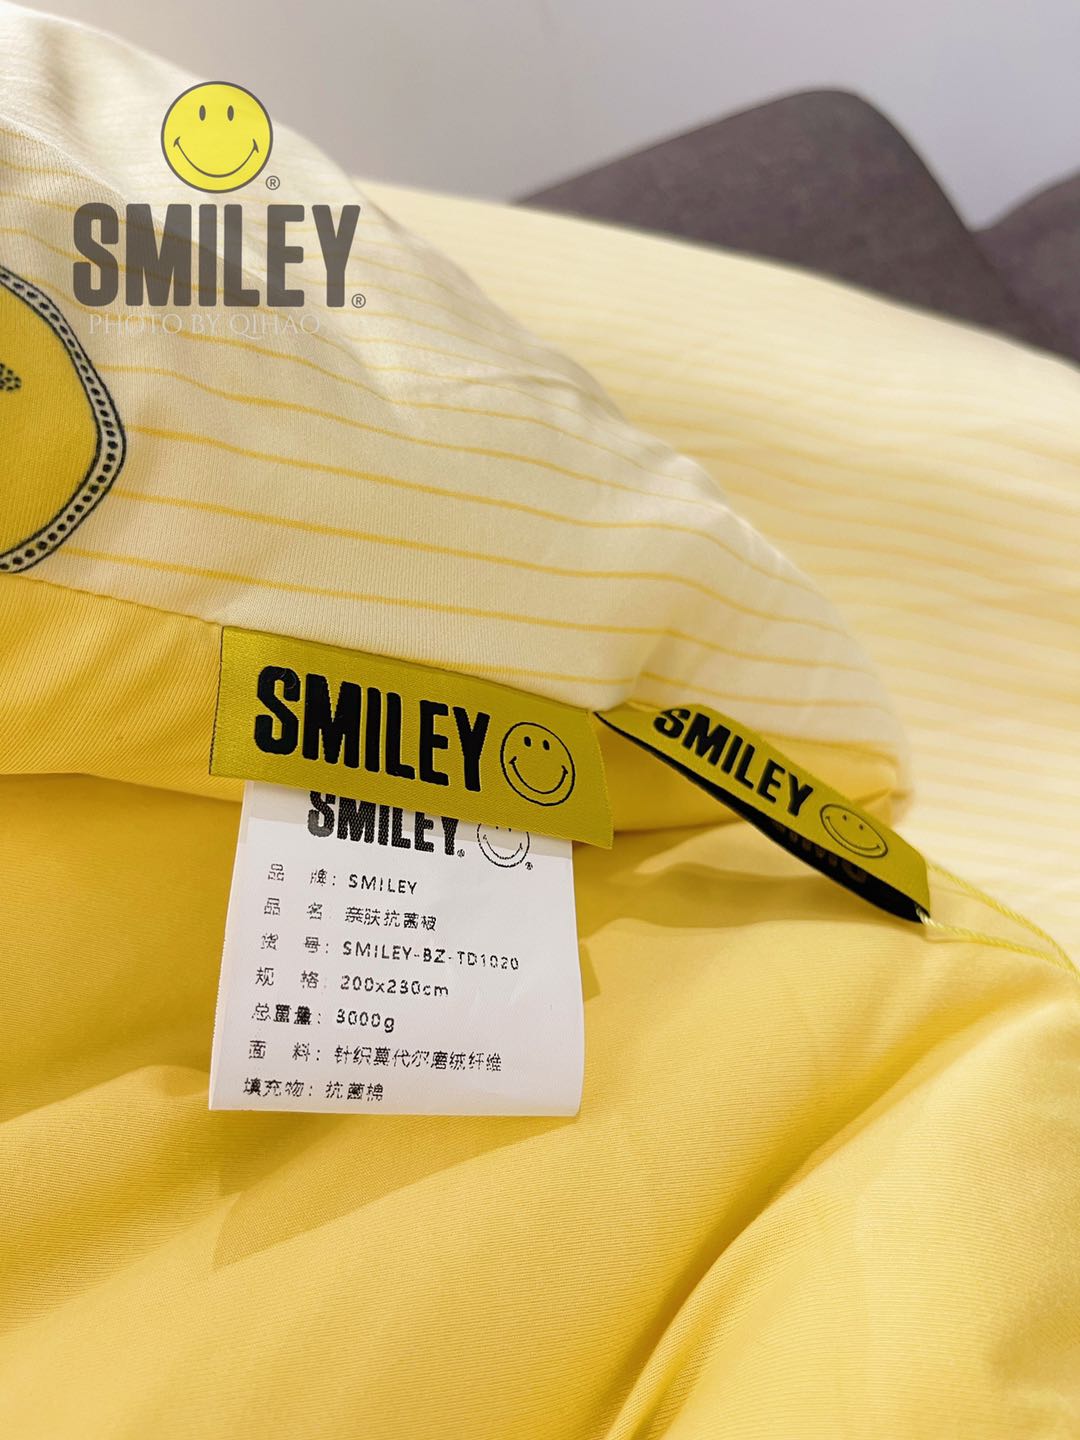 SMILEY®
PHOTO BY QIHAO
SMILEY
SMILEY
SMILEY®
品 牌: SMILEY
品 名: 亲肤抗菌被
货 号: SMILEY-BZ-TD1020
规 格: 200x230cm
总重量: 3000g
面 料: 针织莫代尔磨绒纤维
填充物: 抗菌棉